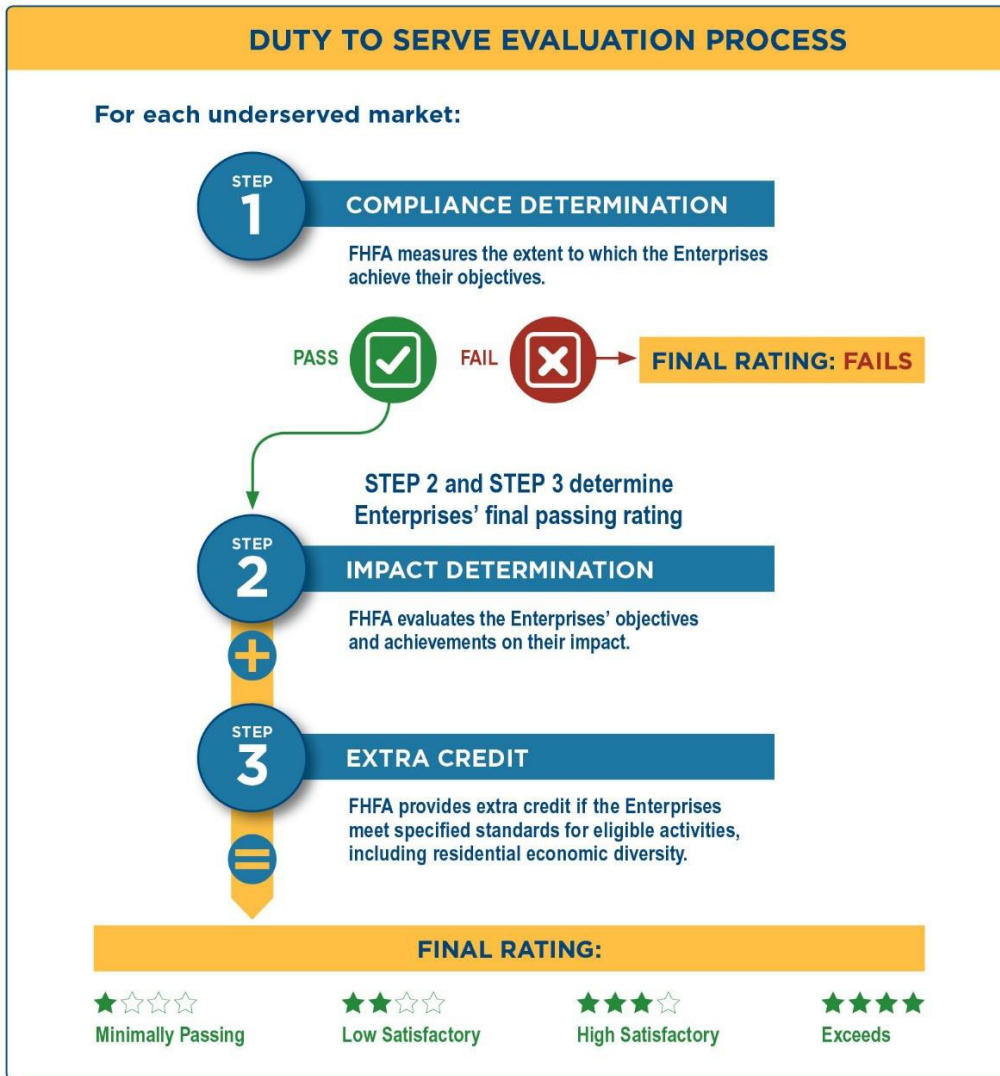 DUTY TO SERVE EVALUATION PROCESS
For each underserved market:
STEP
1
COMPLIANCE DETERMINATION
FHFA measures the extent to which the Enterprises
achieve their objectives.
PASS
FAIL
FINAL RATING: FAILS
STEP 2 and STEP 3 determine
Enterprises’ final passing rating
STEP
2
IMPACT DETERMINATION
FHFA evaluates the Enterprises’ objectives
and achievements on their impact.
+
STEP
3
EXTRA CREDIT
FHFA provides extra credit if the Enterprises
meet specified standards for eligible activities,
including residential economic diversity.
=
FINAL RATING:
Minimally Passing
Low Satisfactory
High Satisfactory
Exceeds